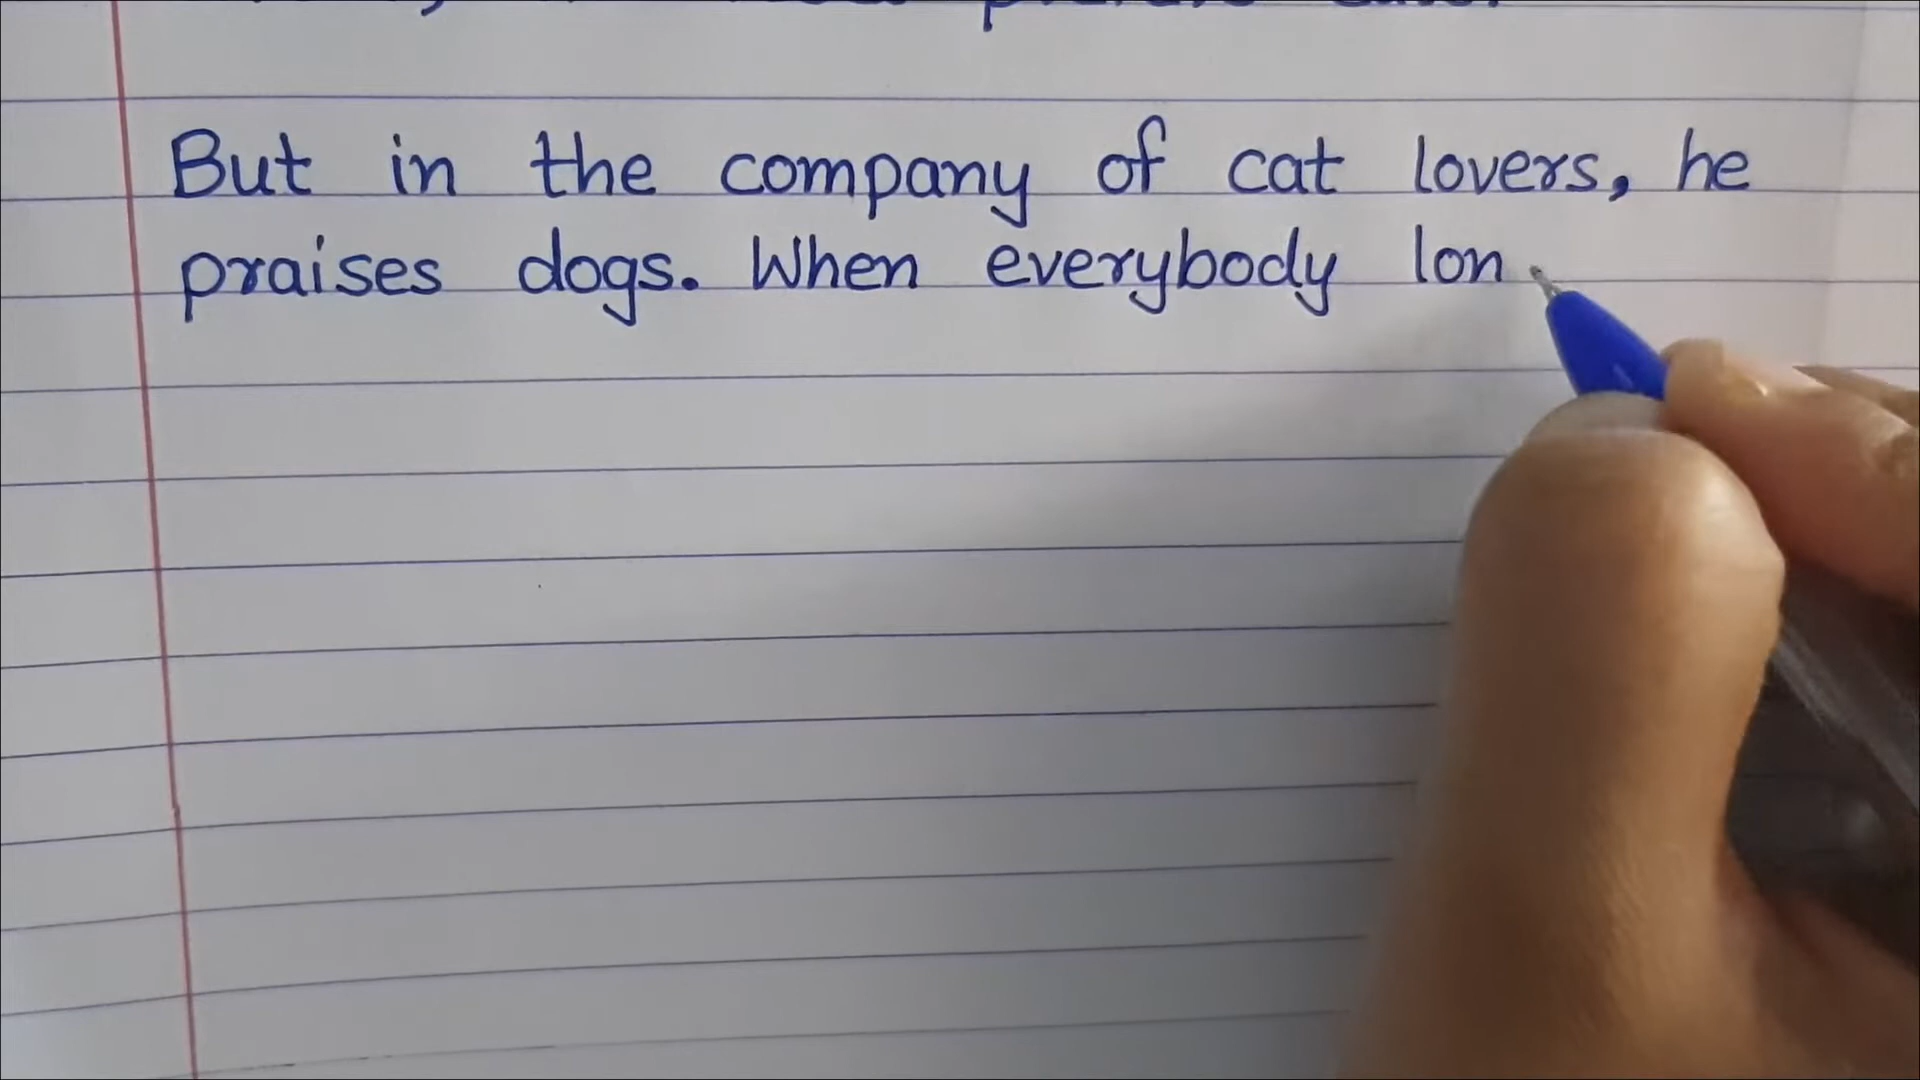 But in the company of cat lovers, he
praises dogs. When everybody lon